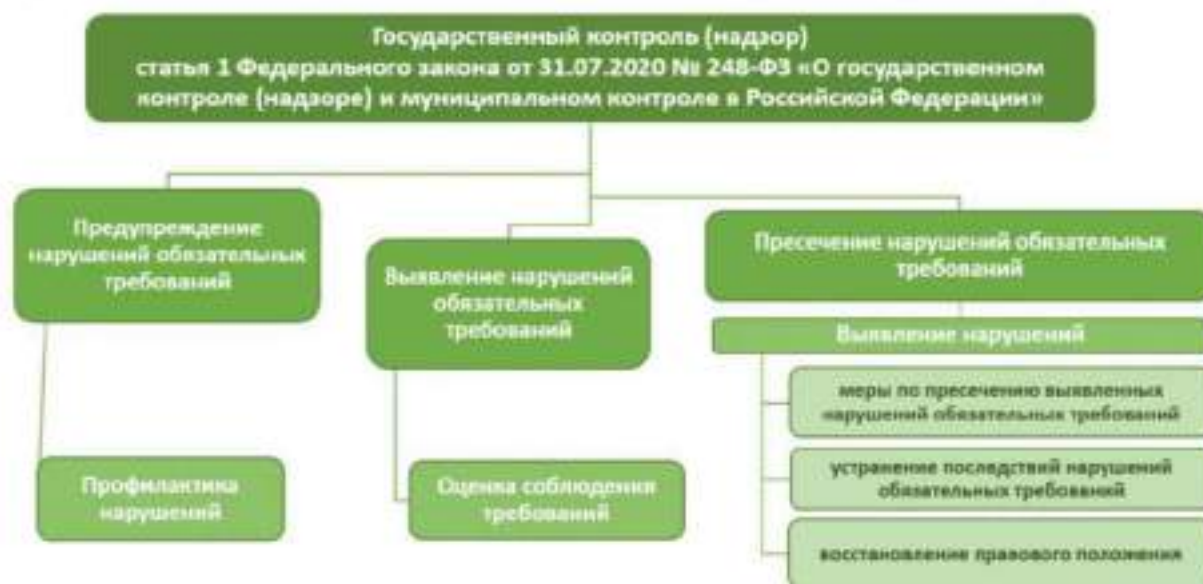 Государственный контроль (надзор)
статья 1 Федерального закона от 31.07.2020 № 248-ФЗ «О государственном
контроле (надзоре) и муниципальном контроле в Российской Федерации»
Предупреждение
нарушений обязательных
требований
Профилактика
нарушений
Выявление нарушений
обязательных
требований
Оценка соблюдения
требований
Пресечение нарушений обязательных
требований
Выявление нарушений
меры по пресечению выявленных
нарушений обязательных требований
устранение последствий нарушений
обязательных требований
восстановление правового положения